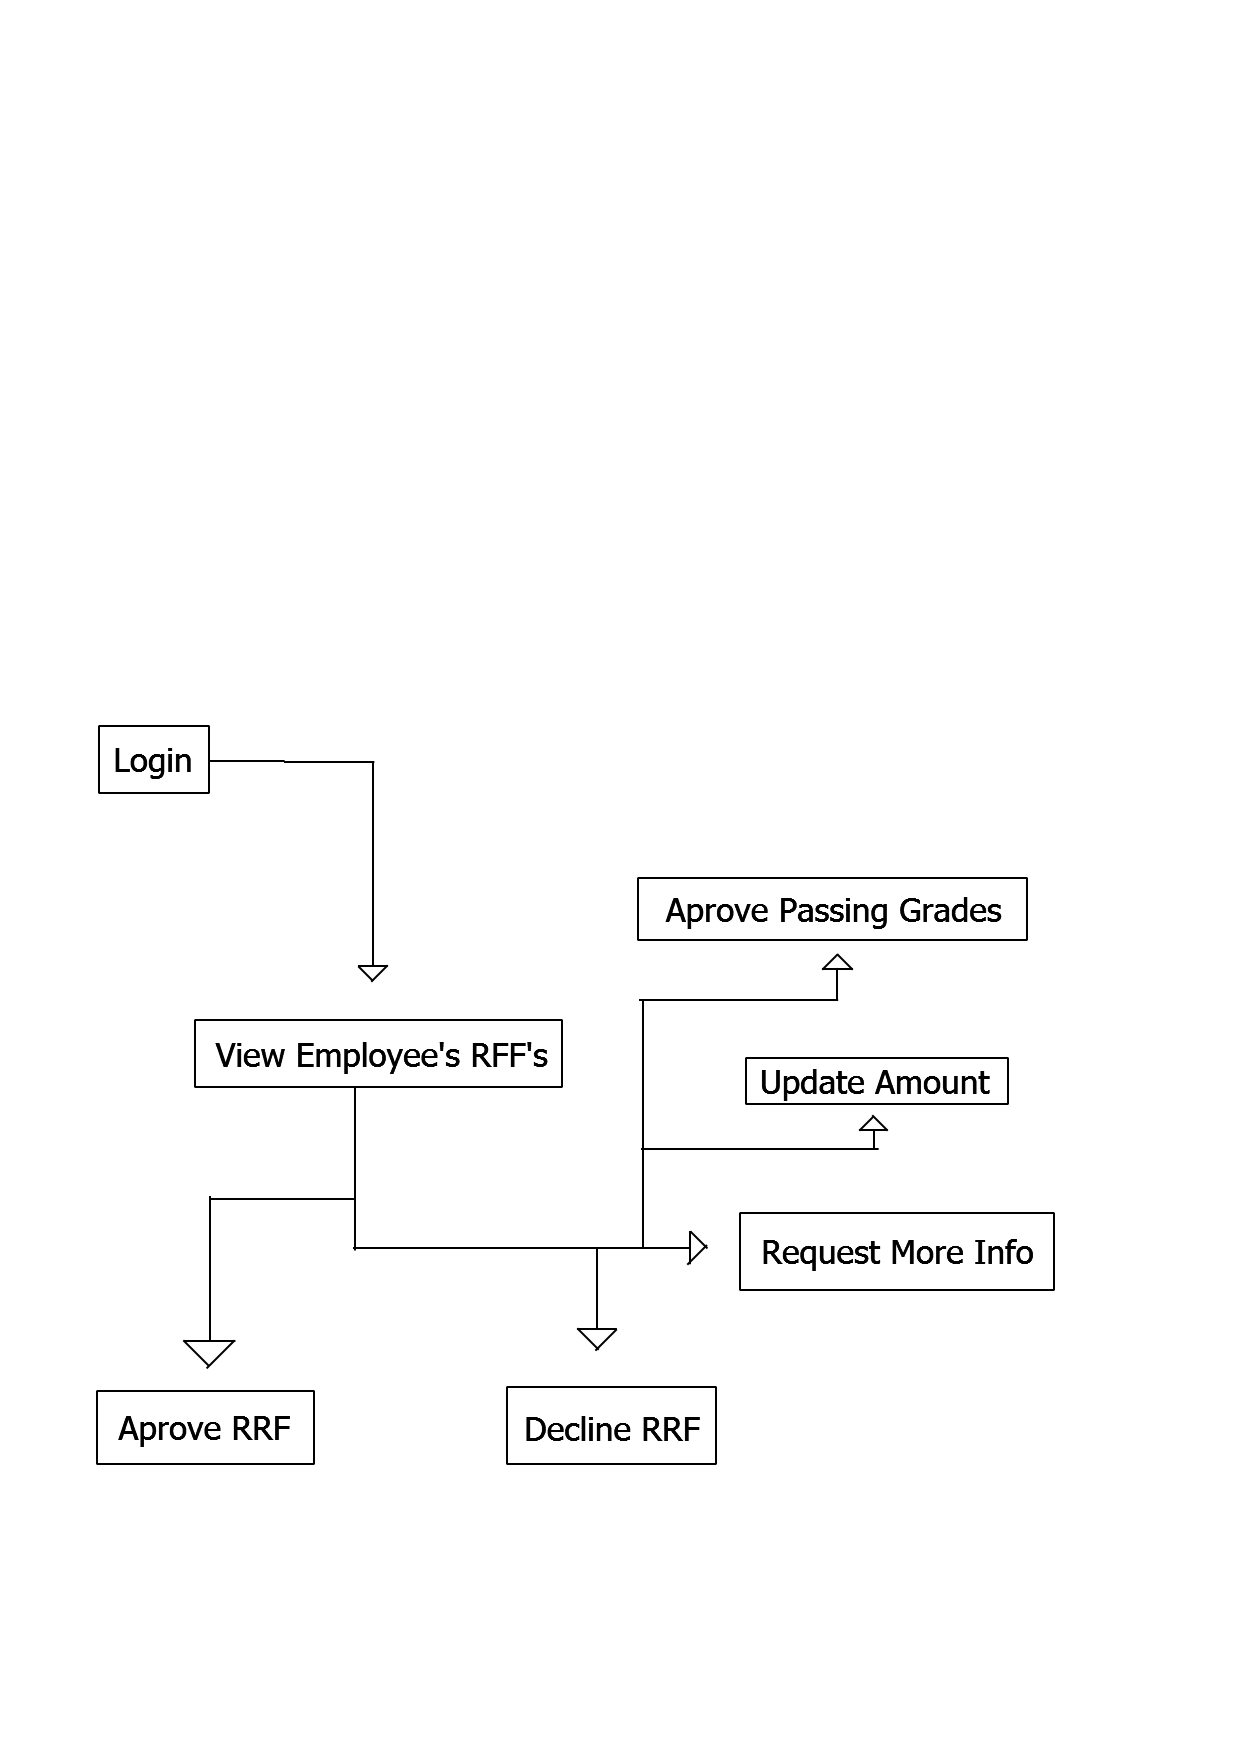 Login
Aprove Passing Grades
View Employee's RFF's
Update Amount
Request More Info
Aprove RRF
Decline RRF